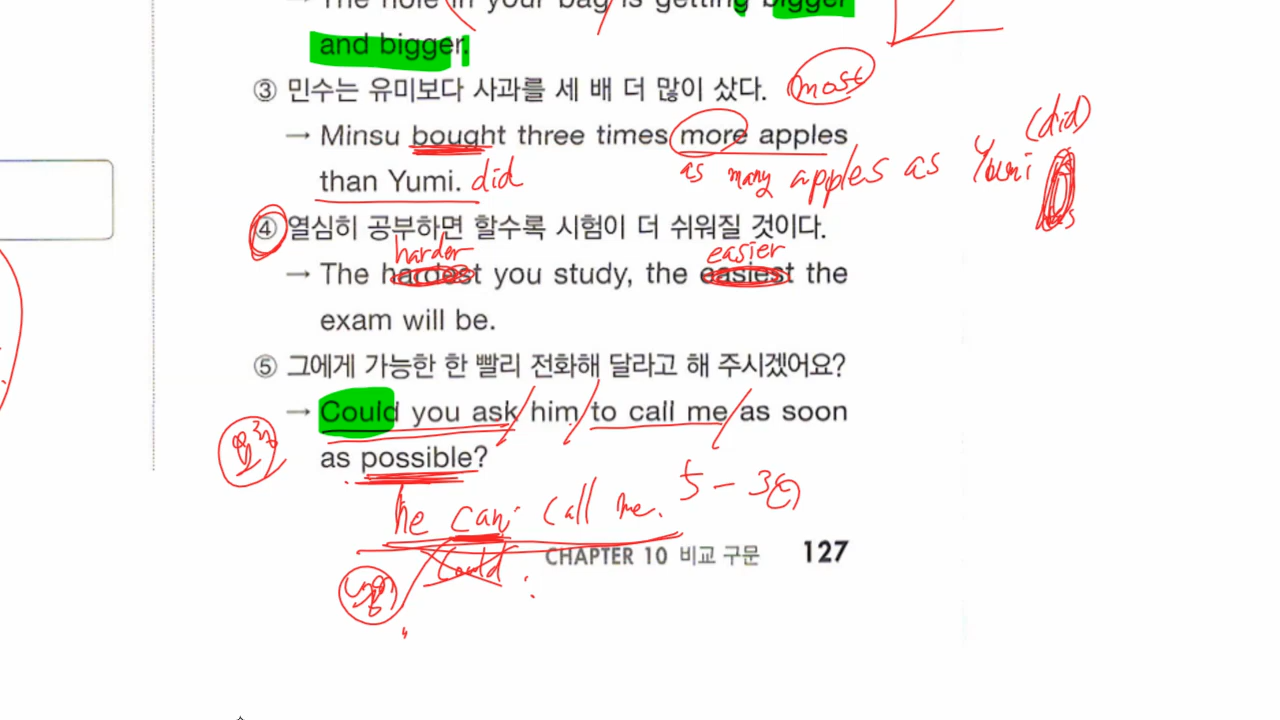 → The hole in your bag is getting bigger
and bigger.
③ 민수는 유미보다 사과를 세 배 더 많이 샀다. most
→ Minsu bought three times more apples (did)
as many apples as Yumi
than Yumi. did
④ 열심히 공부하면 할수록 시험이 더 쉬워질 것이다.
harder easier
→ The hardest you study, the easiest the
exam will be.
⑤ 그에게 가능한 한 빨리 전화해 달라고 해 주시겠어요?
→ Could you ask him to call me as soon
as possible?
he can call me. 5-3
CHAPTER 10 비교 구문 127
Could